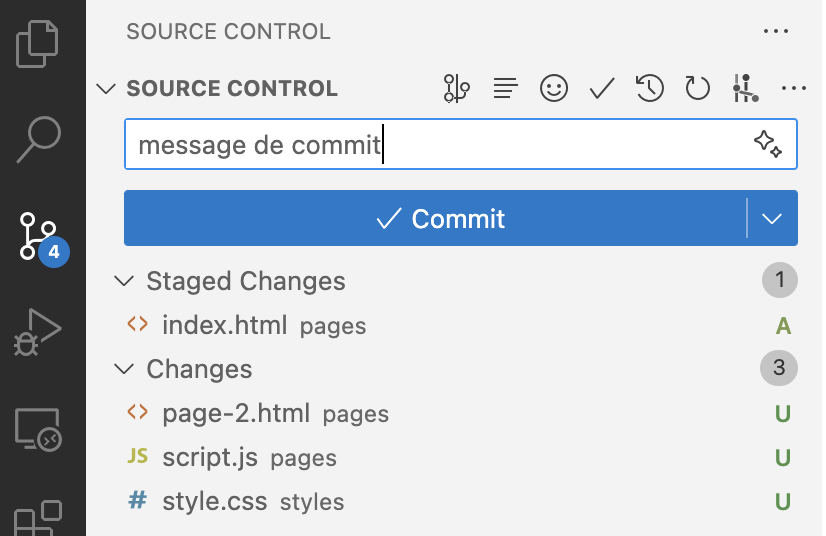 SOURCE CONTROL
SOURCE CONTROL
message de commit
Commit
4
Staged Changes 1
index.html pages A
Changes 3
page-2.html pages U
JS script.js pages U
# style.css styles U